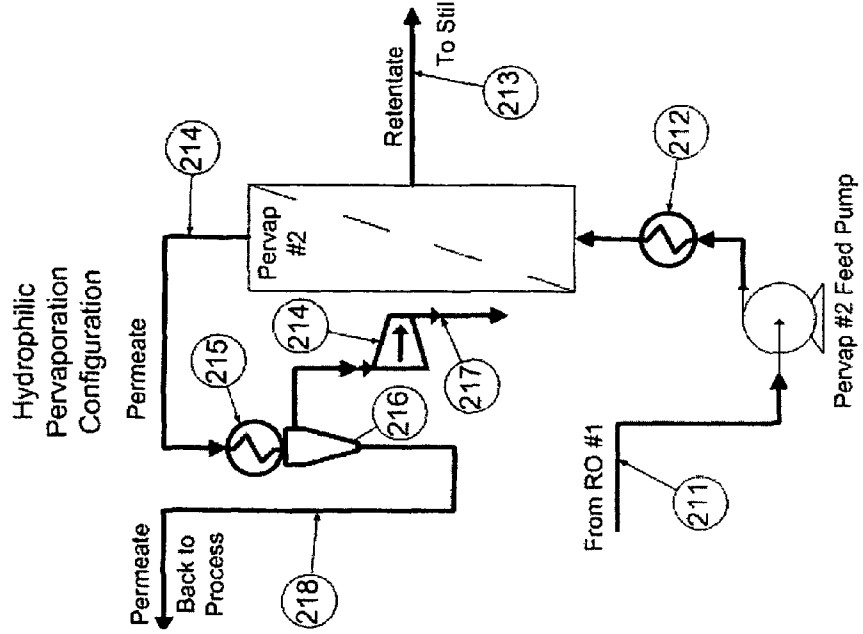 Hydrophilic
Pervaporation
Configuration
214
Permeate
215
Pervap
#2
Retentate
To Still
213
214
217
216
Permeate
Back to
Process
218
212
From RO #1
211
Pervap #2 Feed Pump